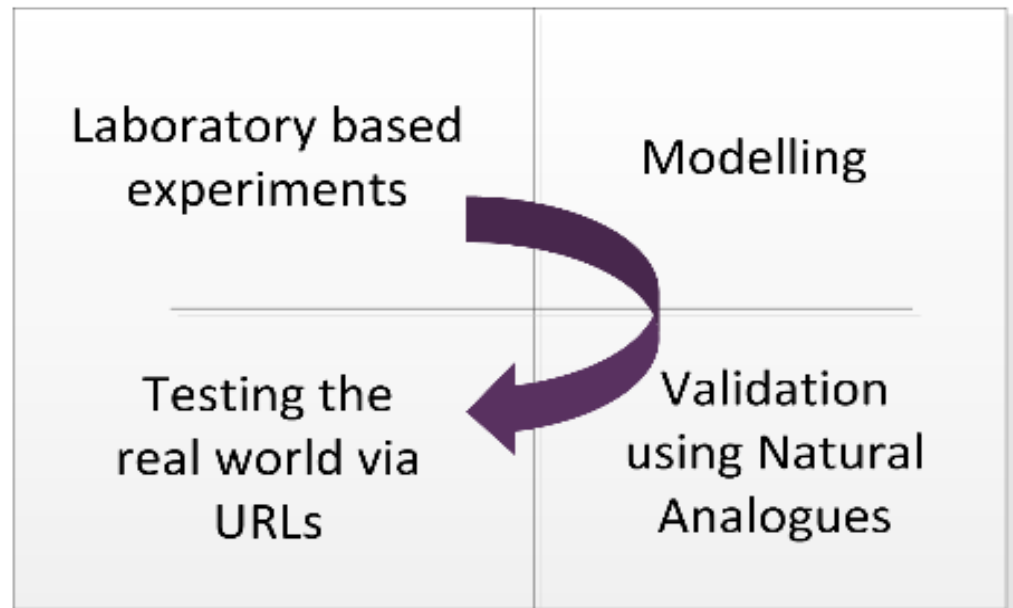 Laboratory based
experiments
Modelling
Testing the
real world via
URLs
Validation
using Natural
Analogues